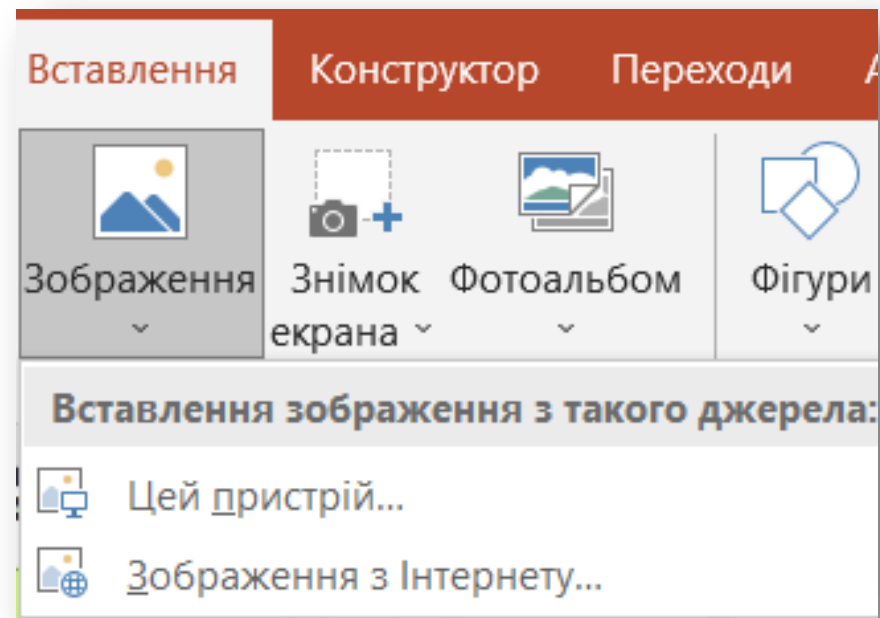 Вставлення Конструктор Переходи
Зображення Знімок екрана Фотоальбом Фігури
Вставлення зображення з такого джерела:
Цей пристрій...
Зображення з Інтернету...